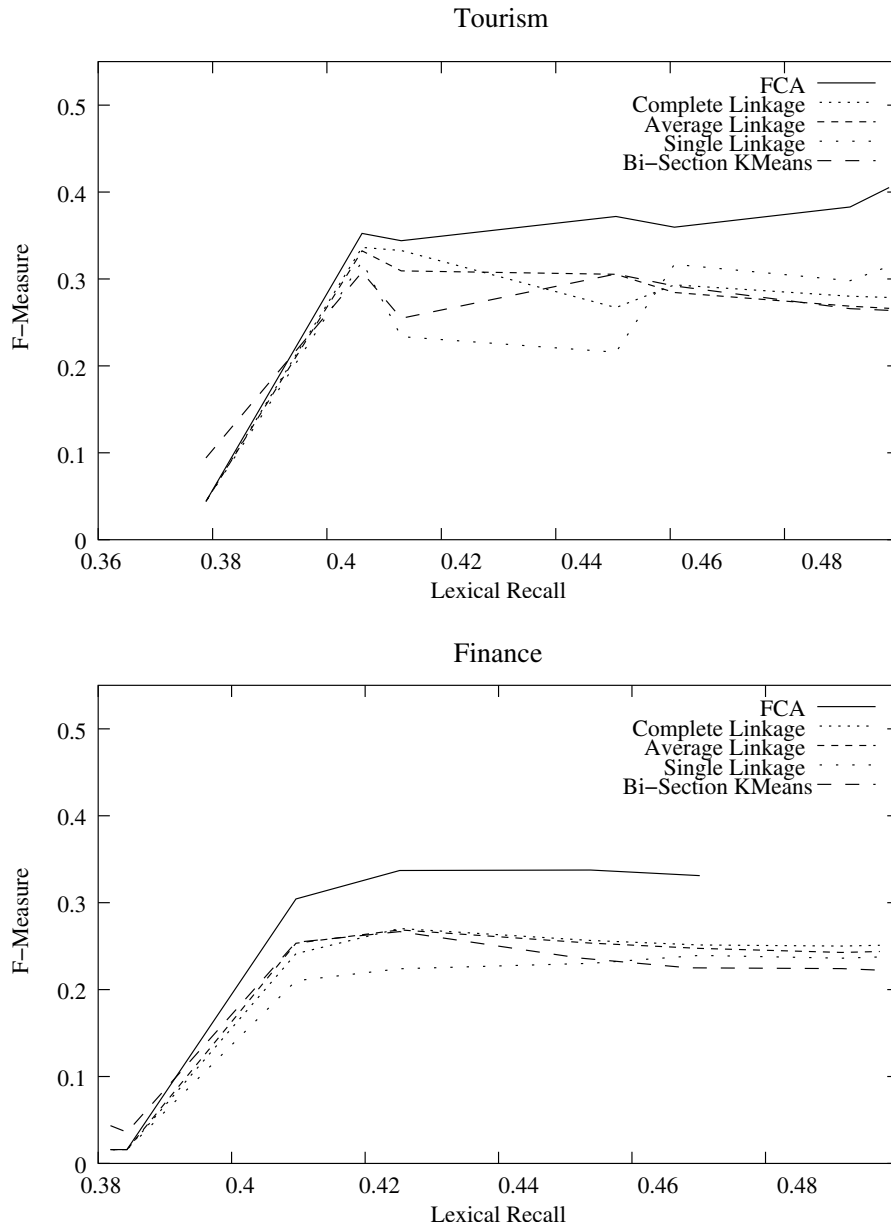 Tourism
0.5
FCA
Complete Linkage
Average Linkage
Single Linkage
Bi−Section KMeans
0.4
0.3
0.2
0.1
0
F−Measure
0.36 0.38 0.4 0.42 0.44 0.46 0.48
Lexical Recall
Finance
0.5
FCA
Complete Linkage
Average Linkage
Single Linkage
Bi−Section KMeans
0.4
0.3
0.2
0.1
0
F−Measure
0.38 0.4 0.42 0.44 0.46 0.48
Lexical Recall